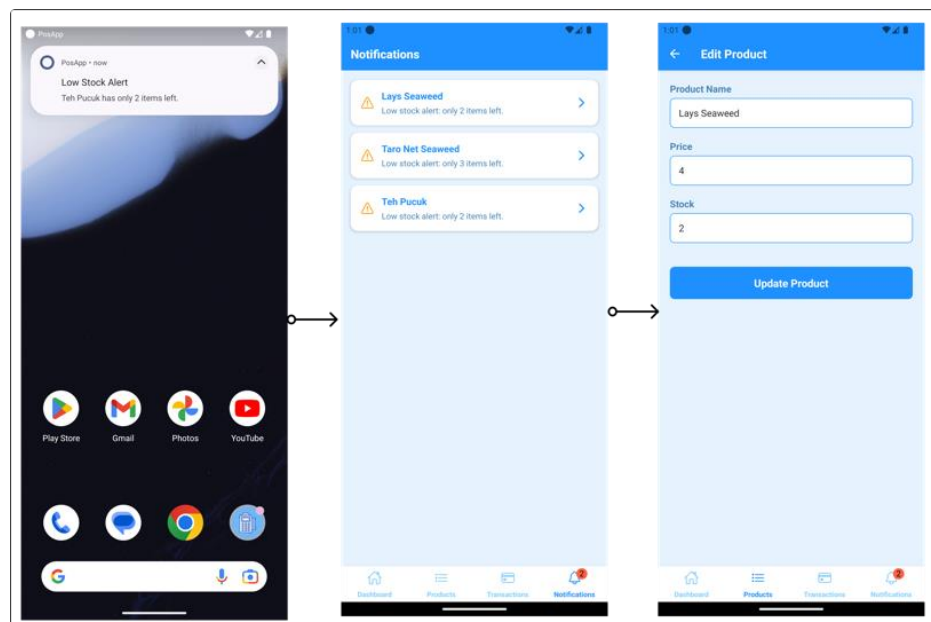 PosApp
PosApp • now
Low Stock Alert
Teh Pucuk has only 2 items left.
Play Store
Gmail
Photos
YouTube
G
1:01
Notifications
Lays Seaweed
Low stock alert: only 2 items left.
Taro Net Seaweed
Low stock alert: only 3 items left.
Teh Pucuk
Low stock alert: only 2 items left.
2
Dashboard
Products
Transactions
Notifications
1:01
Edit Product
Product Name
Lays Seaweed
Price
4
Stock
2
Update Product
2
Dashboard
Products
Transactions
Notifications